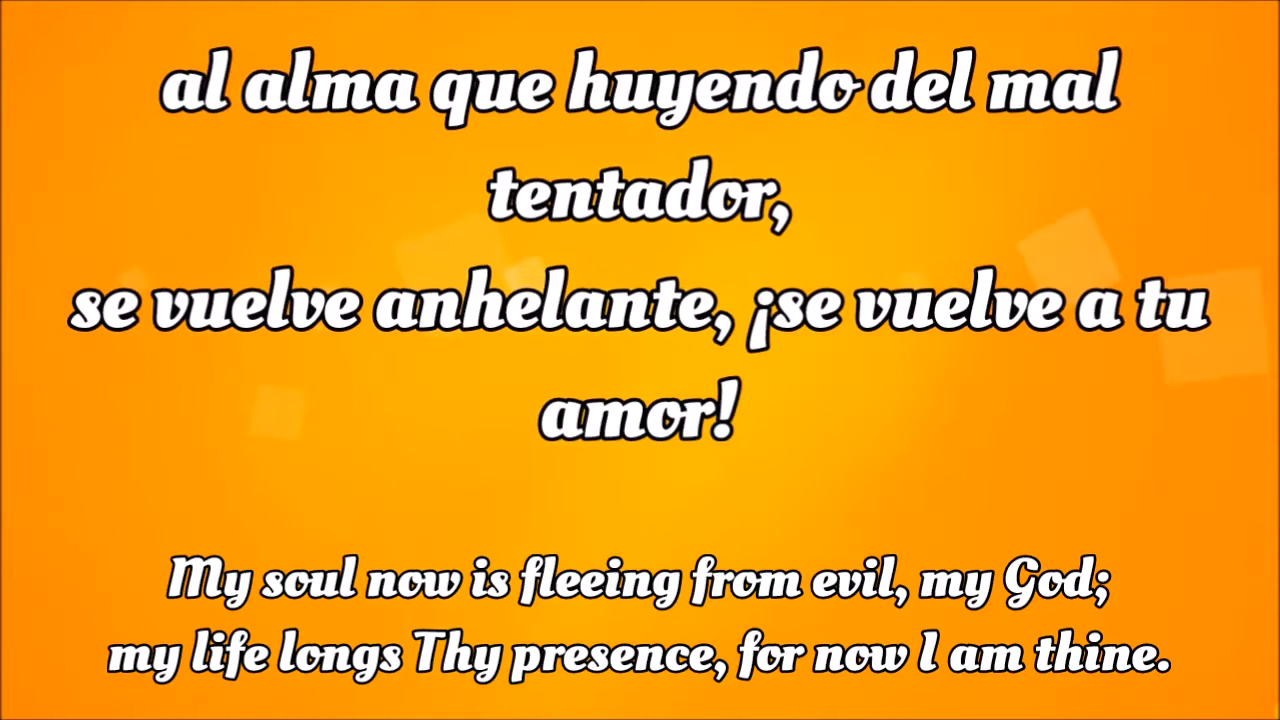 al alma que huyendo del mal
tentador,
se vuelve anhelante, ¡se vuelve a tu
amor!
My soul now is fleeing from evil, my God;
my life longs Thy presence, for now I am thine.